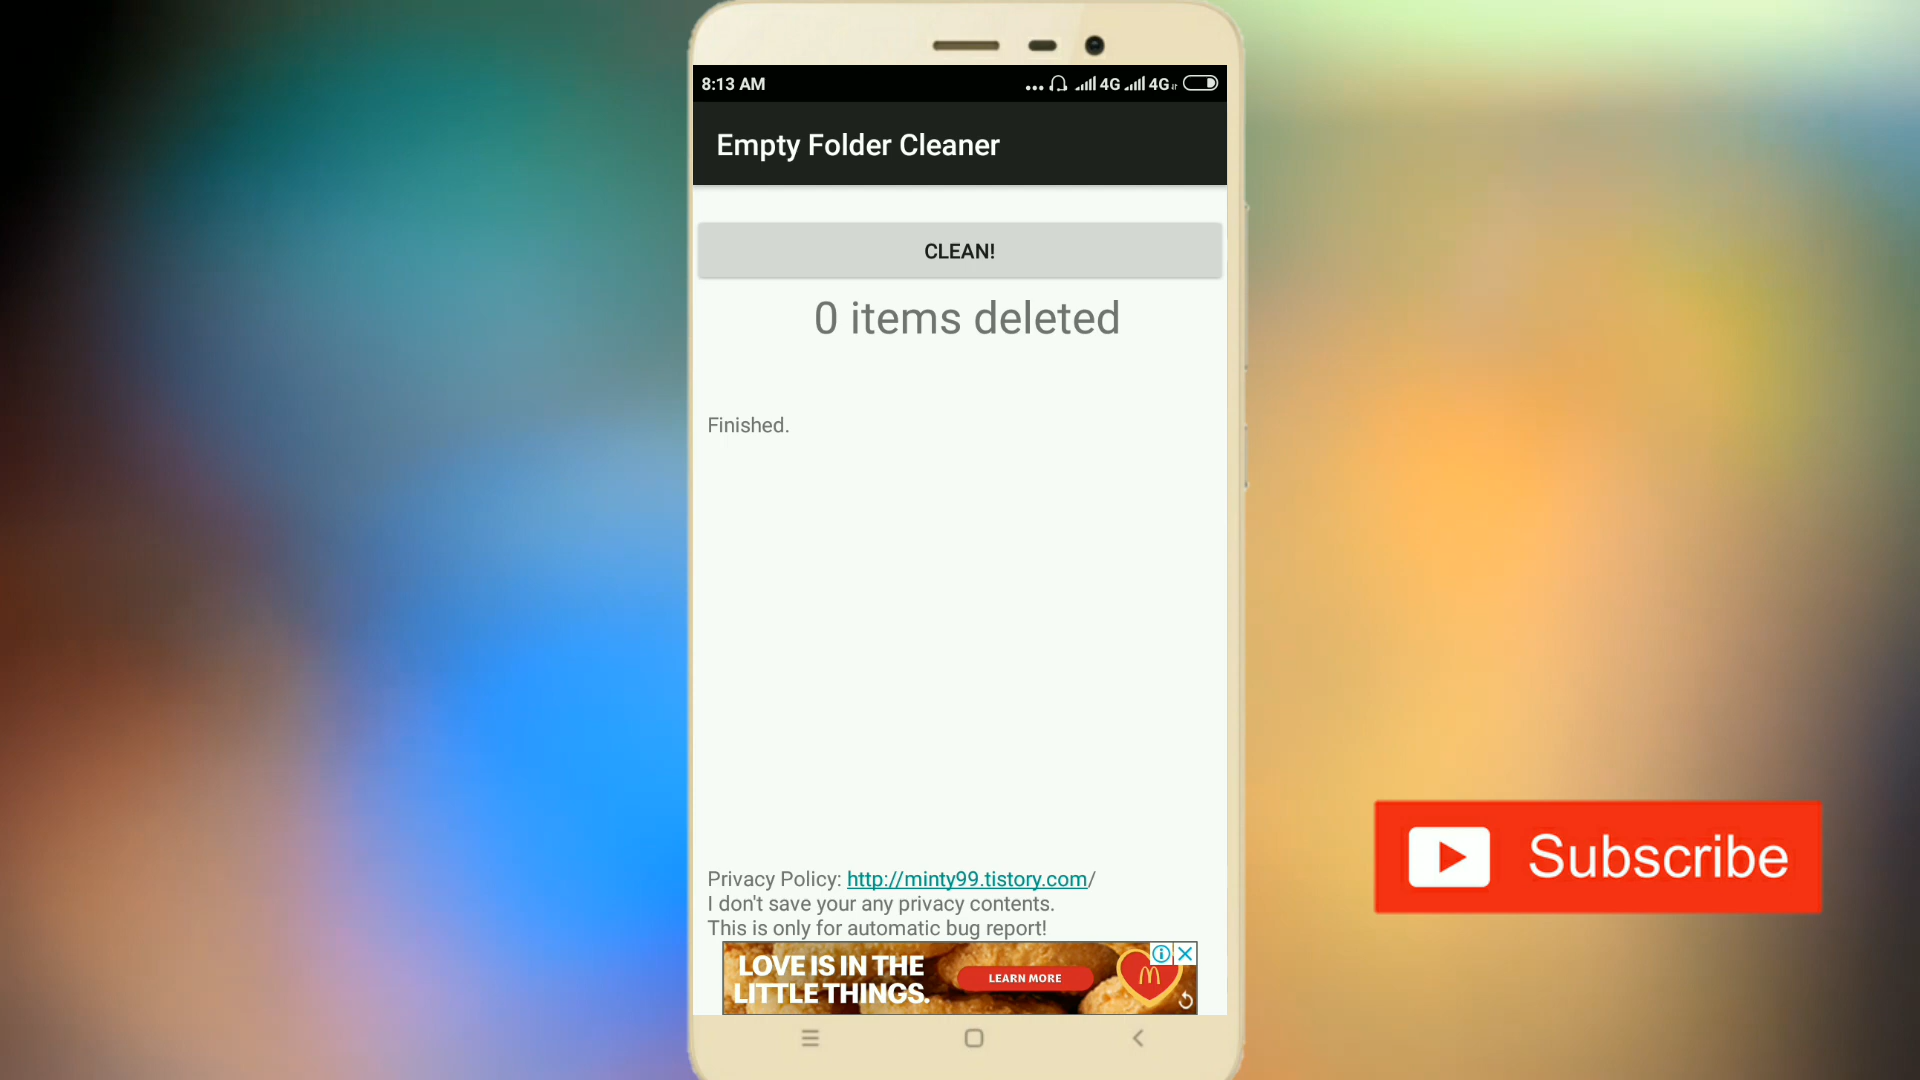 8:13 AM
4G 4G
Empty Folder Cleaner
CLEAN!
0 items deleted
Finished.
Privacy Policy: http://minty99.tistory.com/
I don't save your any privacy contents.
This is only for automatic bug report!
LOVE IS IN THE
LITTLE THINGS.
LEARN MORE
Subscribe